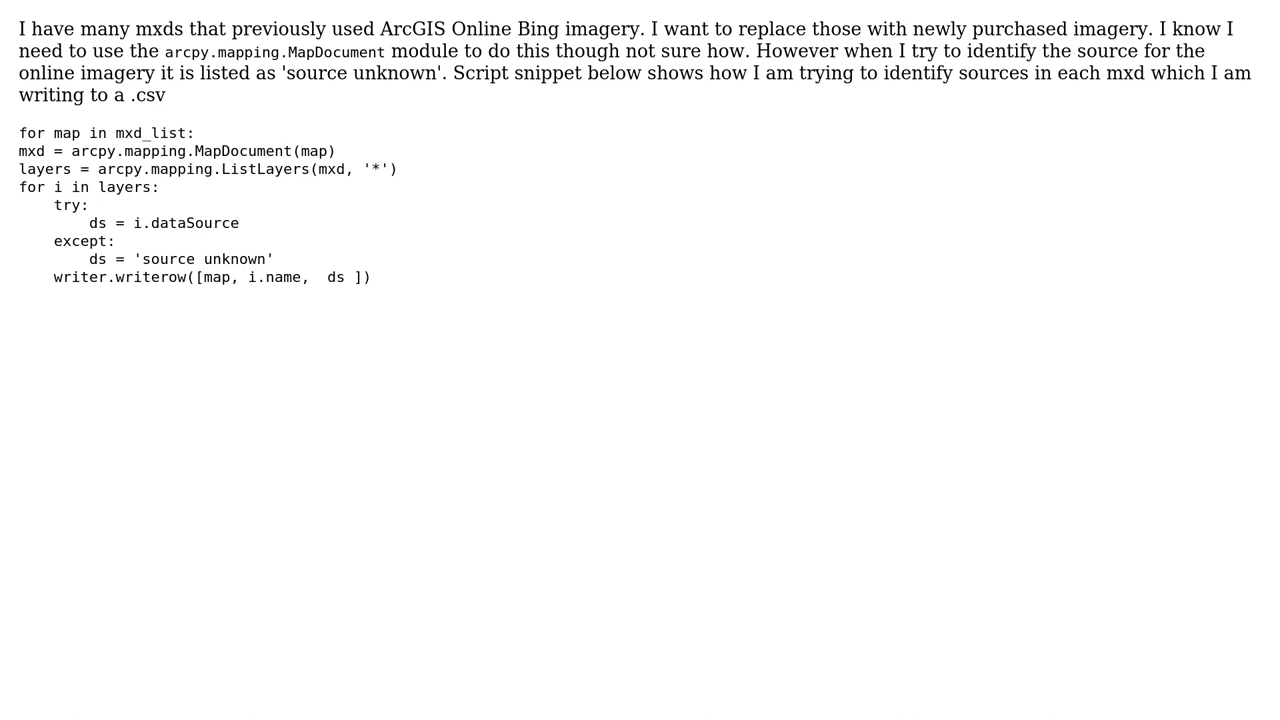 I have many mxds that previously used ArcGIS Online Bing imagery. I want to replace those with newly purchased imagery. I know I
need to use the arcpy.mapping.MapDocument module to do this though not sure how. However when I try to identify the source for the
online imagery it is listed as 'source unknown'. Script snippet below shows how I am trying to identify sources in each mxd which I am
writing to a .csv
for map in mxd_list:
mxd = arcpy.mapping.MapDocument(map)
layers = arcpy.mapping.ListLayers(mxd, '*')
for i in layers:
    try:
        ds = i.dataSource
    except:
        ds = 'source unknown'
    writer.writerow([map, i.name,  ds ])